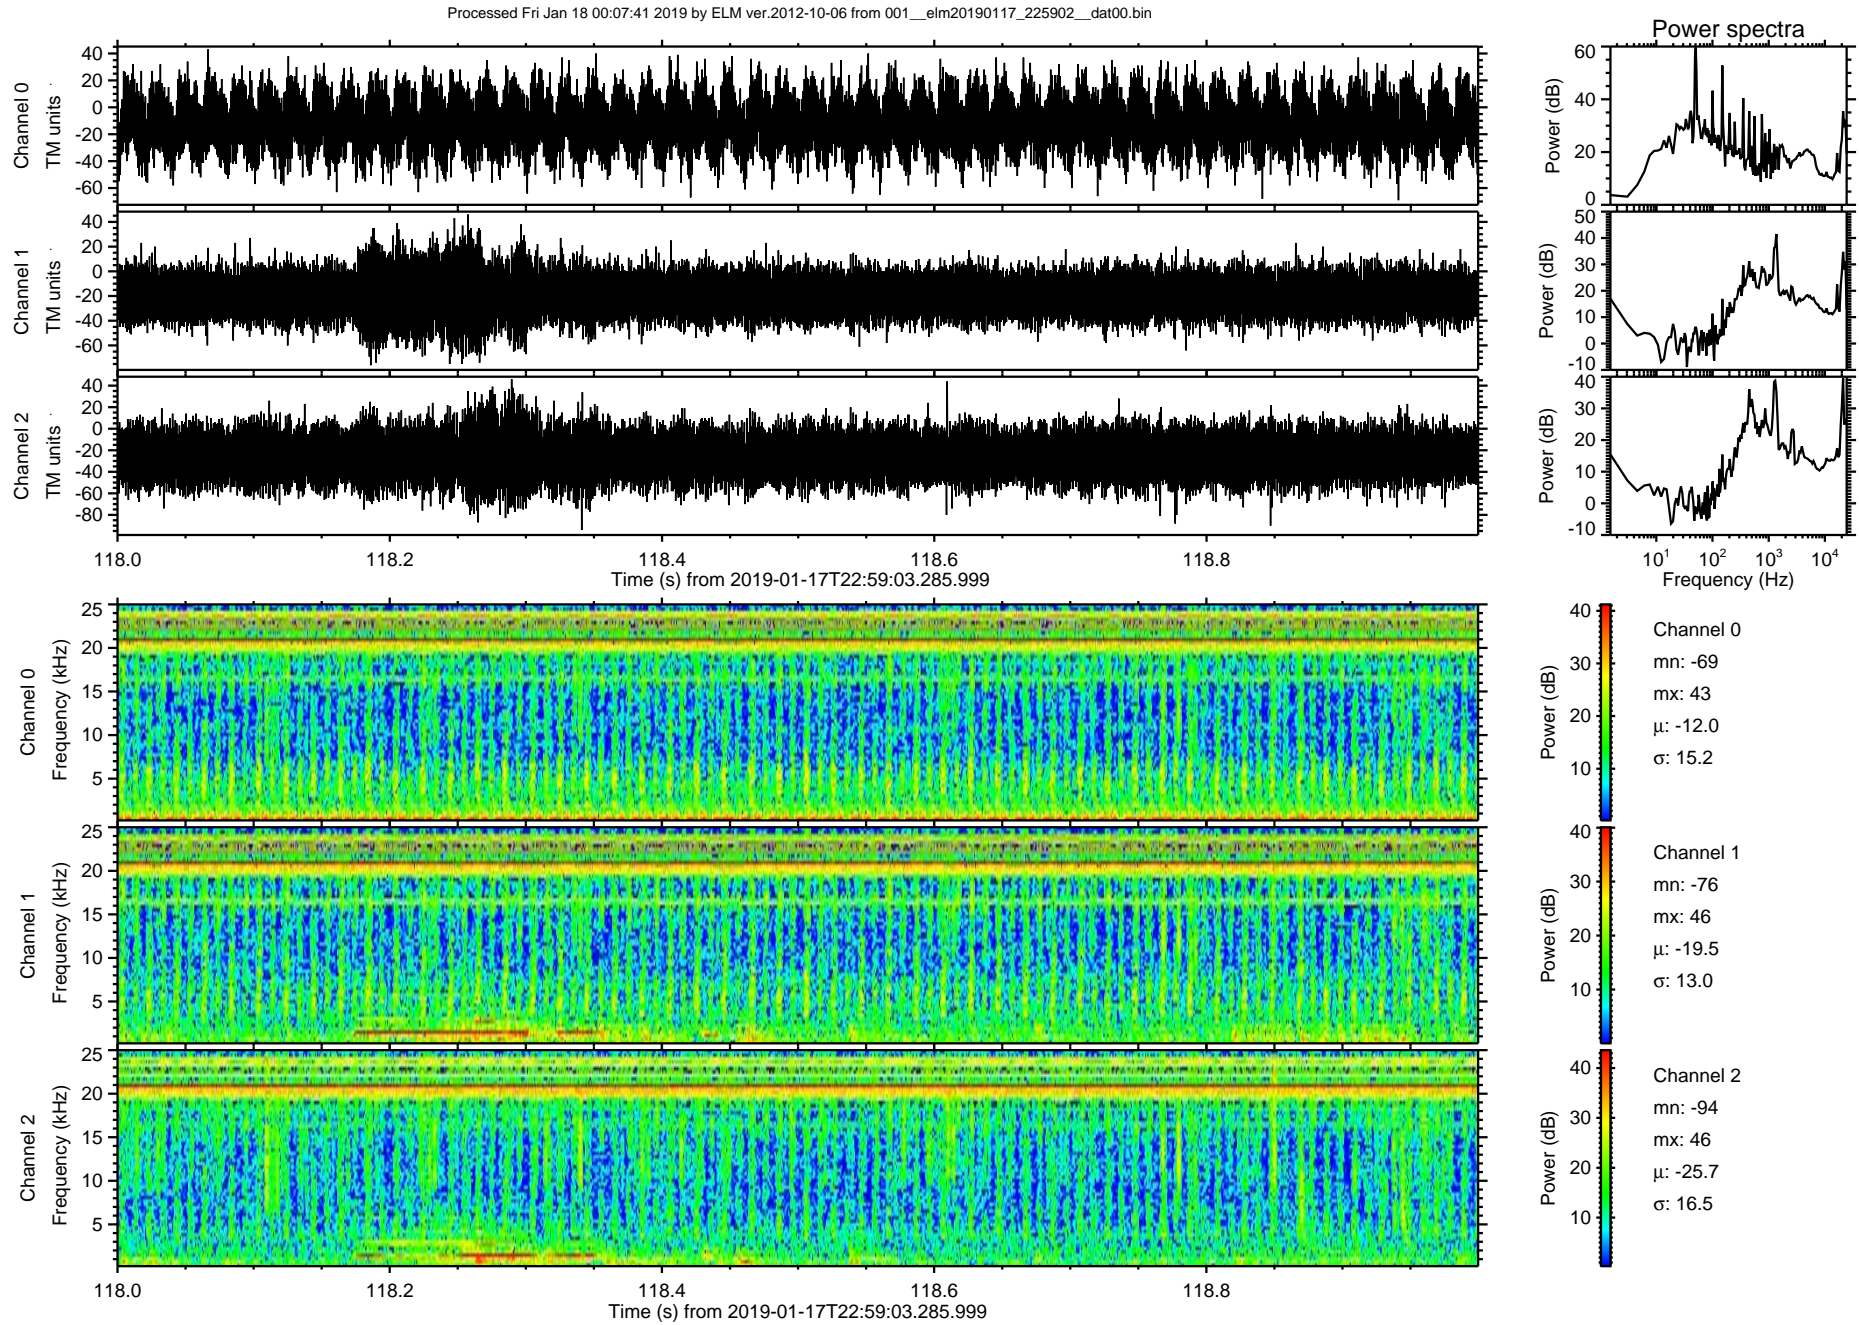 Processed Fri Jan 18 00:07:41 2019 by ELM ver.2012-10-06 from 001__elm20190117_225902__dat00.bin
Power spectra
Channel 0
TM units
40
20
0
-20
-40
-60
Power (dB)
60
40
20
0
Channel 1
TM units
40
20
0
-20
-40
-60
Power (dB)
50
40
30
20
10
0
-10
Channel 2
TM units
40
20
0
-20
-40
-60
-80
Power (dB)
40
30
20
10
0
-10
118.0 118.2 118.4 118.6 118.8
Time (s) from 2019-01-17T22:59:03.285.999
10¹ 10² 10³ 10⁴
Frequency (Hz)
Channel 0
Frequency (kHz)
25
20
15
10
5
Power (dB)
40
30
20
10
Channel 0
mn: -69
mx: 43
μ: -12.0
σ: 15.2
Channel 1
Frequency (kHz)
25
20
15
10
5
Power (dB)
40
30
20
10
Channel 1
mn: -76
mx: 46
μ: -19.5
σ: 13.0
Channel 2
Frequency (kHz)
25
20
15
10
5
Power (dB)
40
30
20
10
Channel 2
mn: -94
mx: 46
μ: -25.7
σ: 16.5
118.0 118.2 118.4 118.6 118.8
Time (s) from 2019-01-17T22:59:03.285.999